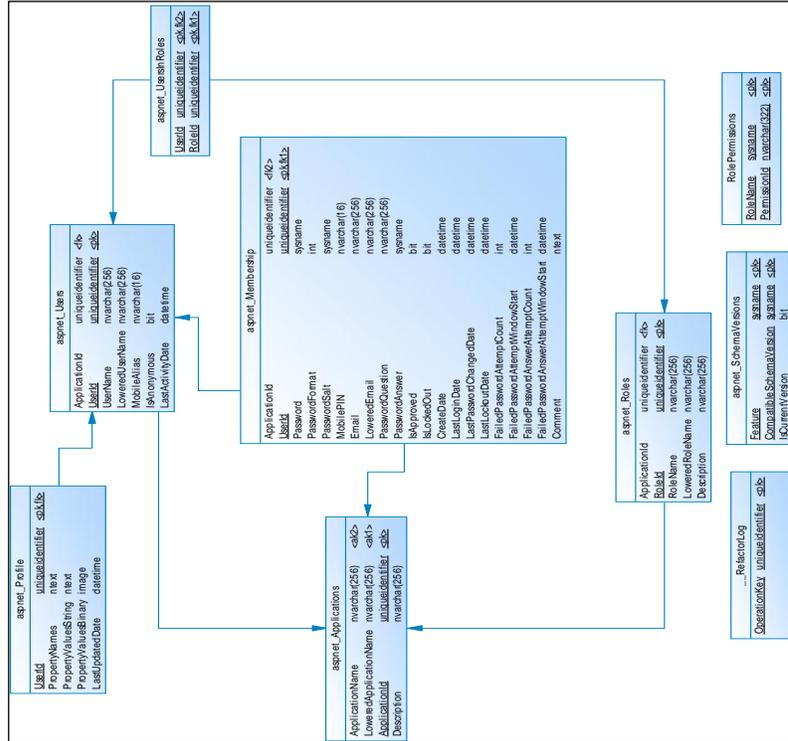 aspnet_UsersInRoles
UserId uniqueidentifier <pk,fk2>
RoleId uniqueidentifier <pk,fk1>
aspnet_Users
ApplicationId uniqueidentifier <fk>
UserId uniqueidentifier <pk>
UserName nvarchar(256)
LoweredUserName nvarchar(256)
MobileAlias nvarchar(16)
IsAnonymous bit
LastActivityDate datetime
aspnet_Profile
UserId uniqueidentifier <pk,fk>
PropertyNames ntext
PropertyValuesString ntext
PropertyValuesBinary image
LastUpdatedDate datetime
aspnet_Membership
ApplicationId uniqueidentifier <fk2>
UserId uniqueidentifier <pk,fk1>
Password sysname
PasswordFormat int
PasswordSalt sysname
MobilePIN nvarchar(16)
Email nvarchar(256)
LoweredEmail nvarchar(256)
PasswordQuestion nvarchar(256)
PasswordAnswer sysname
IsApproved bit
IsLockedOut bit
CreateDate datetime
LastLoginDate datetime
LastPasswordChangedDate datetime
LastLockoutDate datetime
FailedPasswordAttemptCount int
FailedPasswordAttemptWindowStart datetime
FailedPasswordAnswerAttemptCount int
FailedPasswordAnswerAttemptWindowStart datetime
Comment ntext
aspnet_Applications
ApplicationName nvarchar(256) <ak2>
LoweredApplicationName nvarchar(256) <ak1>
ApplicationId uniqueidentifier <pk>
Description nvarchar(256)
aspnet_Roles
ApplicationId uniqueidentifier <fk>
RoleId uniqueidentifier <pk>
RoleName nvarchar(256)
LoweredRoleName nvarchar(256)
Description nvarchar(256)
RolePermissions
RoleName sysname <pk>
PermissionId nvarchar(322) <pk>
aspnet_SchemaVersions
Feature sysname <pk>
CompatibleSchemaVersion sysname <pk>
IsCurrentVersion bit
__RefactorLog
OperationKey uniqueidentifier <pk>